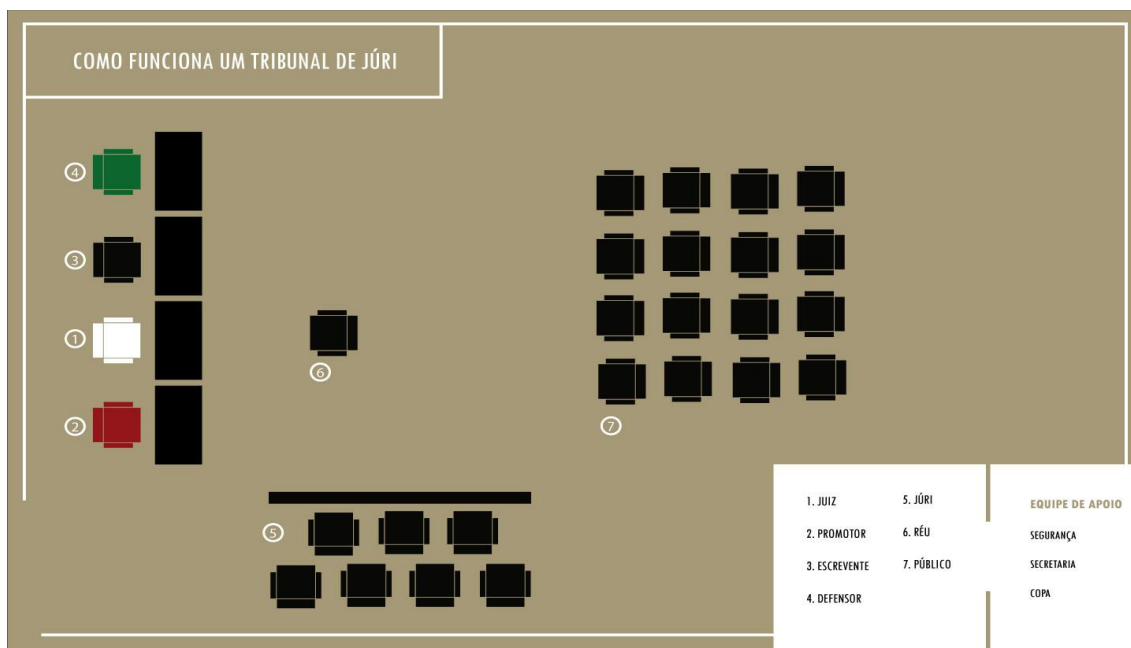 COMO FUNCIONA UM TRIBUNAL DE JÚRI
4
3
1
6
2
7
5
1. JUIZ
2. PROMOTOR
3. ESCREVENTE
4. DEFENSOR
5. JÚRI
6. RÉU
7. PÚBLICO
EQUIPE DE APOIO
SEGURANÇA
SECRETARIA
COPA